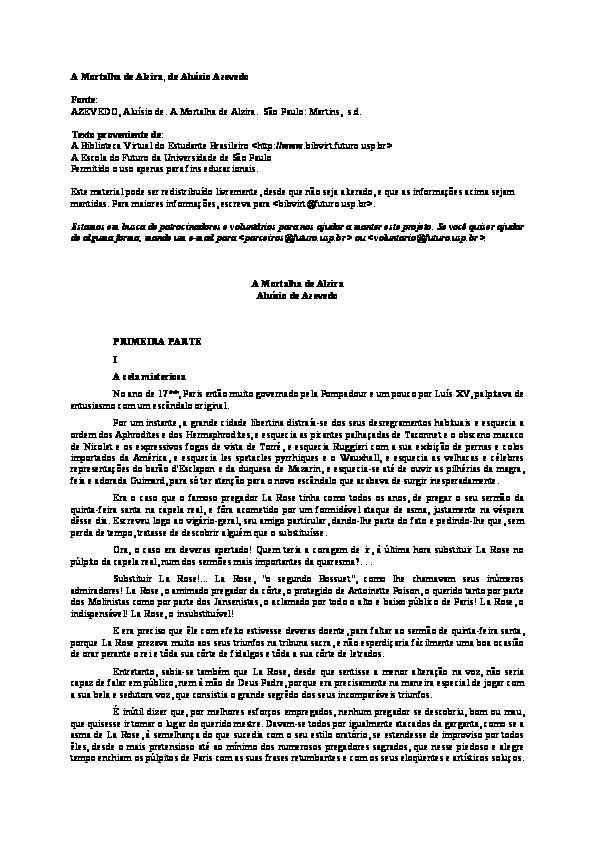 A Mortalha de Alzira, de Aluísio Azevedo
Fonte:
AZEVEDO, Aluísio de. A Mortalha de Alzira. São Paulo: Martins, s.d.
Texto proveniente de:
A Biblioteca Virtual do Estudante Brasileiro <http://www.bibvirt.futuro.usp.br>
A Escola do Futuro da Universidade de São Paulo
Permitido o uso apenas para fins educacionais.
Este material pode ser redistribuído livremente, desde que não seja alterado, e que as informações acima sejam
mantidas. Para maiores informações, escreva para <bibvirt@futuro.usp.br>.
Estamos em busca de patrocinadores e voluntários para nos ajudar a manter este projeto. Se você quiser ajudar
de alguma forma, mande um e-mail para <parceiros@futuro.usp.br> ou <voluntario@futuro.usp.br>
A Mortalha de Alzira
Aluísio de Azevedo
PRIMEIRA PARTE
I
A cela misteriosa
No ano de 17**, Paris então muito governado pela Pompadour e um pouco por Luís XV, palpitava de
entusiasmo com um escândalo original.
Por um instante, a grande cidade libertina distraía-se dos seus desregramentos habituais e esquecia a
ordem dos Aphrodites e dos Hermaphrodites, e esquecia as picantes palhaçadas de Taconnet e o obsceno macaco
de Nicolet e os expressivos fogos de vista de Torré, e esquecia Ruggieri com a sua exibição de pernas e colos
importados da América, e esquecia les spetacles pyrrhiques e o Wauxhall, e esquecia as velhacas e célebres
representações do barão d'Esclapon e da duquesa de Mazarin, e esquecia-se até de ouvir as pilhérias da magra,
feia e adorada Guimard, para só ter atenção para o novo escândalo que acabava de surgir inesperadamente.
Era o caso que o famoso pregador La Rose tinha como todos os anos, de pregar o seu sermão da
quinta-feira santa na capela real, e fôra acometido por um formidável ataque de asma, justamente na véspera
dêsse dia. Escreveu logo ao vigário-geral, seu amigo particular, dando-lhe parte do fato e pedindo-lhe que, sem
perda de tempo, tratasse de descobrir alguém que o substituísse.
Ora, o caso era deveras apertado! Quem teria a coragem de ir, à última hora substituir La Rose no
púlpito da capela real, num dos sermões mais importantes da quaresma?. . .
Substituir La Rose!... La Rose, "o segundo Bossuet", como lhe chamavam seus inúmeros
admiradores! La Rose, o amimado pregador da côrte, o protegido de Antoinette Poison, o querido tanto por parte
dos Molinistas como por parte dos Jansenistas, o aclamado por todo o alto e baixo público de Paris! La Rose, o
indispensável! La Rose, o insubstituível!
E era preciso que êle com efeito estivesse deveras doente, para faltar ao sermão de quinta-feira santa,
porque La Rose prezava muito aos seus triunfos na tribuna sacra, e não esperdiçaria fàcilmente uma boa ocasião
de orar perante o rei e tôda sua côrte de fidalgos e tôda a sua côrte de letrados.
Entretanto, sabia-se também que La Rose, desde que sentisse a menor alteração na voz, não seria
capaz de falar em público, nem à mão de Deus Padre, porque era precisamente na maneira especial de jogar com
a sua bela e sedutora voz, que consistia o grande segrêdo dos seus incomparáveis triunfos.
É inútil dizer que, por melhores esforços empregados, nenhum pregador se descobriu, bom ou mau,
que quisesse ir tomar o lugar do querido mestre. Davam-se todos por igualmente atacados da garganta, como se a
asma de La Rose, à semelhança do que sucedia com o seu estilo oratório, se estendesse de improviso por todos
êles, desde o mais pretensioso até ao mínimo dos numerosos pregadores sagrados, que nesse piedoso e alegre
tempo enchiam os púlpitos de Paris com as suas frases retumbantes e com os seus eloqüentes e artísticos soluços.